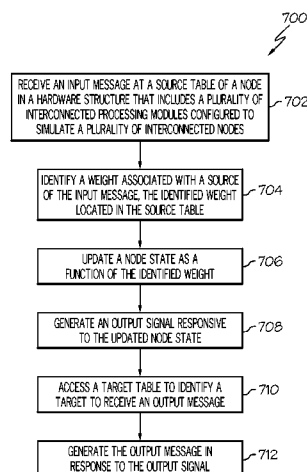 700
RECEIVE AN INPUT MESSAGE AT A SOURCE TABLE OF A NODE
IN A HARDWARE STRUCTURE THAT INCLUDES A PLURALITY OF
INTERCONNECTED PROCESSING MODULES CONFIGURED TO
SIMULATE A PLURALITY OF INTERCONNECTED NODES
702
IDENTIFY A WEIGHT ASSOCIATED WITH A SOURCE
OF THE INPUT MESSAGE, THE IDENTIFIED WEIGHT
LOCATED IN THE SOURCE TABLE
704
UPDATE A NODE STATE AS A
FUNCTION OF THE IDENTIFIED WEIGHT
706
GENERATE AN OUTPUT SIGNAL RESPONSIVE
TO THE UPDATED NODE STATE
708
ACCESS A TARGET TABLE TO IDENTIFY A
TARGET TO RECEIVE AN OUTPUT MESSAGE
710
GENERATE THE OUTPUT MESSAGE IN
RESPONSE TO THE OUTPUT SIGNAL
712